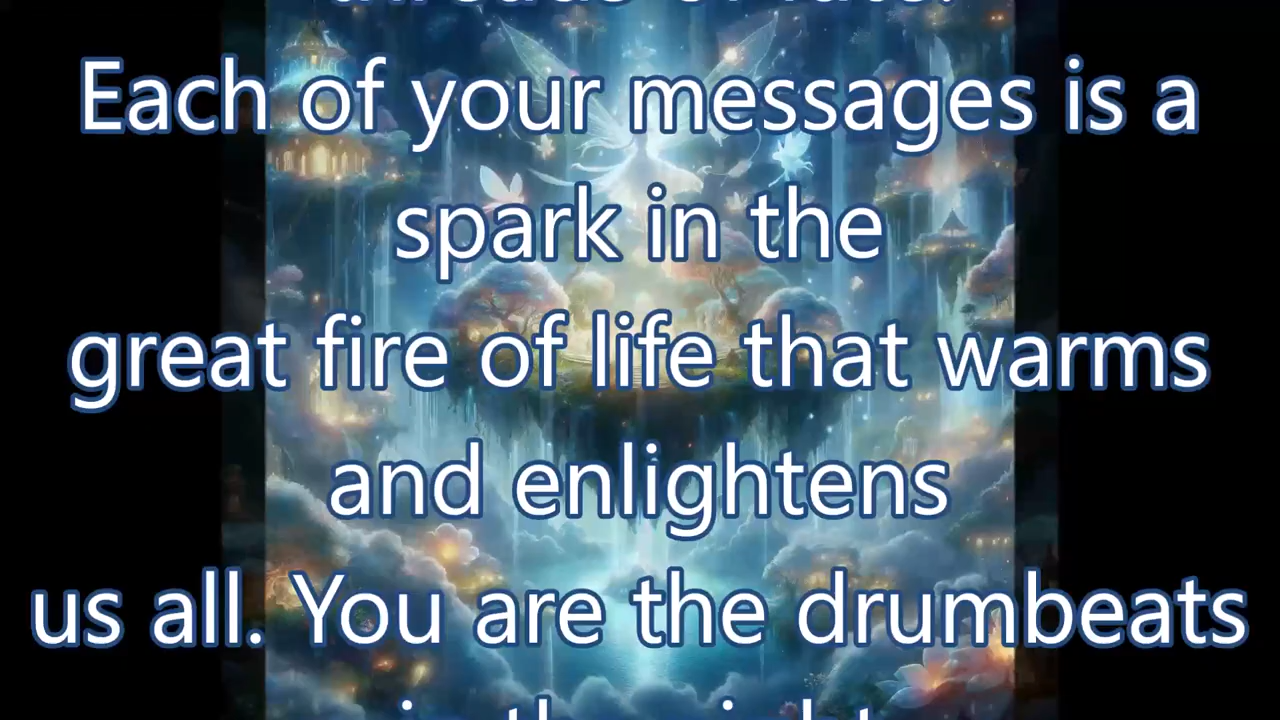 Each of your messages is a
spark in the
great fire of life that warms
and enlightens
us all. You are the drumbeats